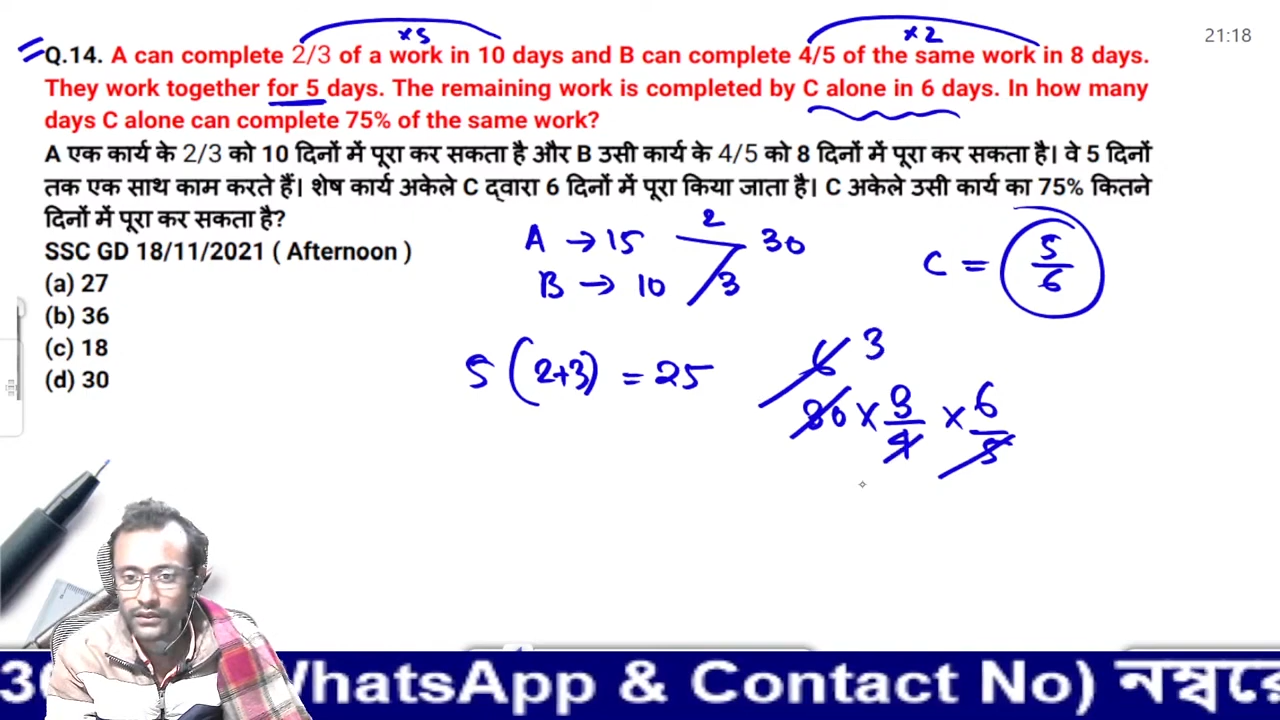 21:18
×5 ×2
Q.14. A can complete 2/3 of a work in 10 days and B can complete 4/5 of the same work in 8 days.
They work together for 5 days. The remaining work is completed by C alone in 6 days. In how many
days C alone can complete 75% of the same work?
A एक कार्य के 2/3 को 10 दिनों में पूरा कर सकता है और B उसी कार्य के 4/5 को 8 दिनों में पूरा कर सकता है। वे 5 दिनों
तक एक साथ काम करते हैं। शेष कार्य अकेले C द्वारा 6 दिनों में पूरा किया जाता है। C अकेले उसी कार्य का 75% कितने
दिनों में पूरा कर सकता है?
SSC GD 18/11/2021 ( Afternoon )
(a) 27
(b) 36
(c) 18
(d) 30
A → 15 2 30
B → 10 3
C = 5/6
5 (2+3) = 25
6 3
30 × 3/4 × 6/5
WhatsApp & Contact No) নম্বরে